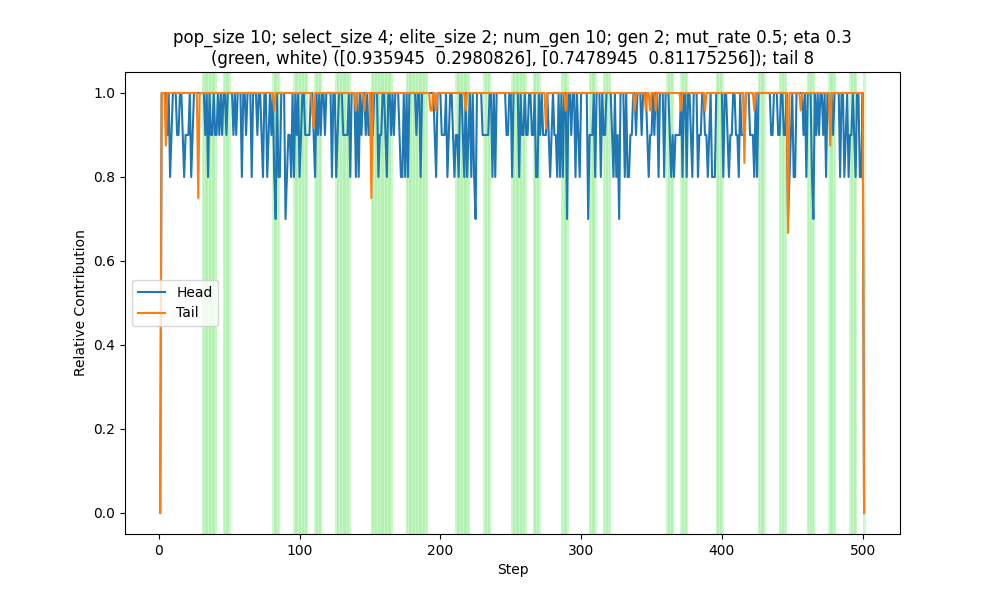 pop_size 10; select_size 4; elite_size 2; num_gen 10; gen 2; mut_rate 0.5; eta 0.3
(green, white) ([0.935945  0.2980826], [0.7478945  0.81175256]); tail 8
1.0
0.8
0.6
0.4
0.2
0.0
Relative Contribution
Head
Tail
0
100
200
300
400
500
Step